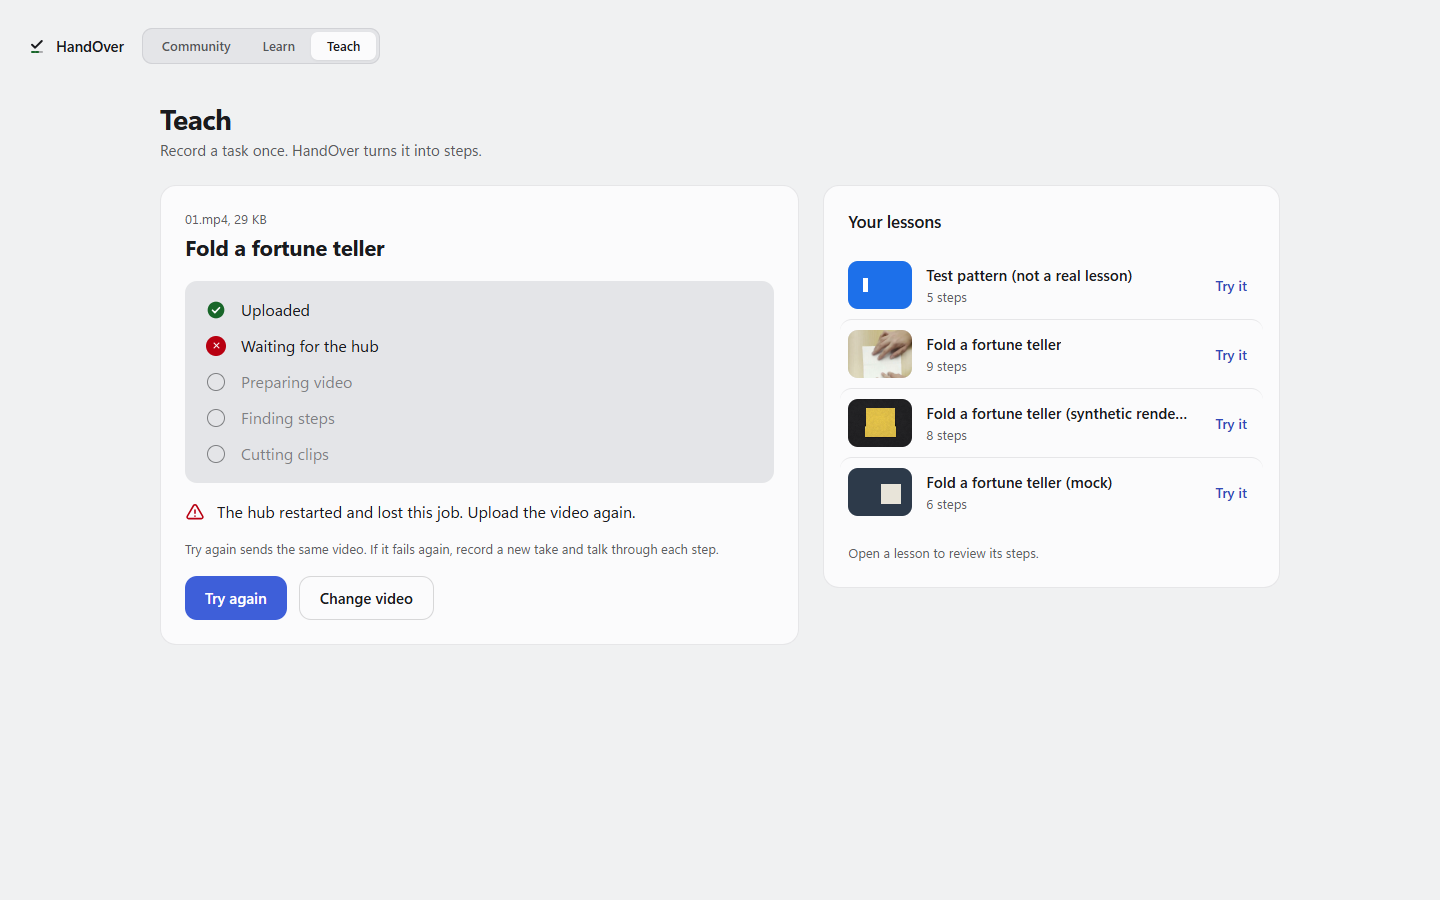 HandOver
Community
Learn
Teach
Teach
Record a task once. HandOver turns it into steps.
01.mp4, 29 KB
Fold a fortune teller
Uploaded
Waiting for the hub
Preparing video
Finding steps
Cutting clips
The hub restarted and lost this job. Upload the video again.
Try again sends the same video. If it fails again, record a new take and talk through each step.
Try again
Change video
Your lessons
Test pattern (not a real lesson)
5 steps
Try it
Fold a fortune teller
9 steps
Try it
Fold a fortune teller (synthetic rende...
8 steps
Try it
Fold a fortune teller (mock)
6 steps
Try it
Open a lesson to review its steps.